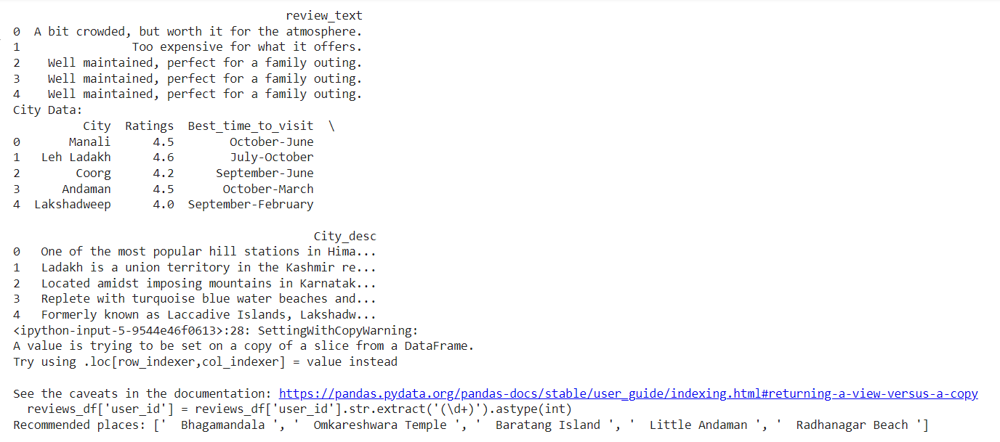 review_text
0 A bit crowded, but worth it for the atmosphere.
1 Too expensive for what it offers.
2 Well maintained, perfect for a family outing.
3 Well maintained, perfect for a family outing.
4 Well maintained, perfect for a family outing.
City Data:
City Ratings Best_time_to_visit \
0 Manali 4.5 October-June
1 Leh Ladakh 4.6 July-October
2 Coorg 4.2 September-June
3 Andaman 4.5 October-March
4 Lakshadweep 4.0 September-February
City_desc
0 One of the most popular hill stations in Hima...
1 Ladakh is a union territory in the Kashmir re...
2 Located amidst imposing mountains in Karnatak...
3 Replete with turquoise blue water beaches and...
4 Formerly known as Laccadive Islands, Lakshadw...
<ipython-input-5-9544e46f0613>:28: SettingWithCopyWarning:
A value is trying to be set on a copy of a slice from a DataFrame.
Try using .loc[row_indexer,col_indexer] = value instead
See the caveats in the documentation: https://pandas.pydata.org/pandas-docs/stable/user_guide/indexing.html#returning-a-view-versus-a-copy
reviews_df['user_id'] = reviews_df['user_id'].str.extract('(\d+)').astype(int)
Recommended places: ['  Bhagamandala ', '  Omkareshwara Temple ', '  Baratang Island ', '  Little Andaman ', '  Radhanagar Beach ']